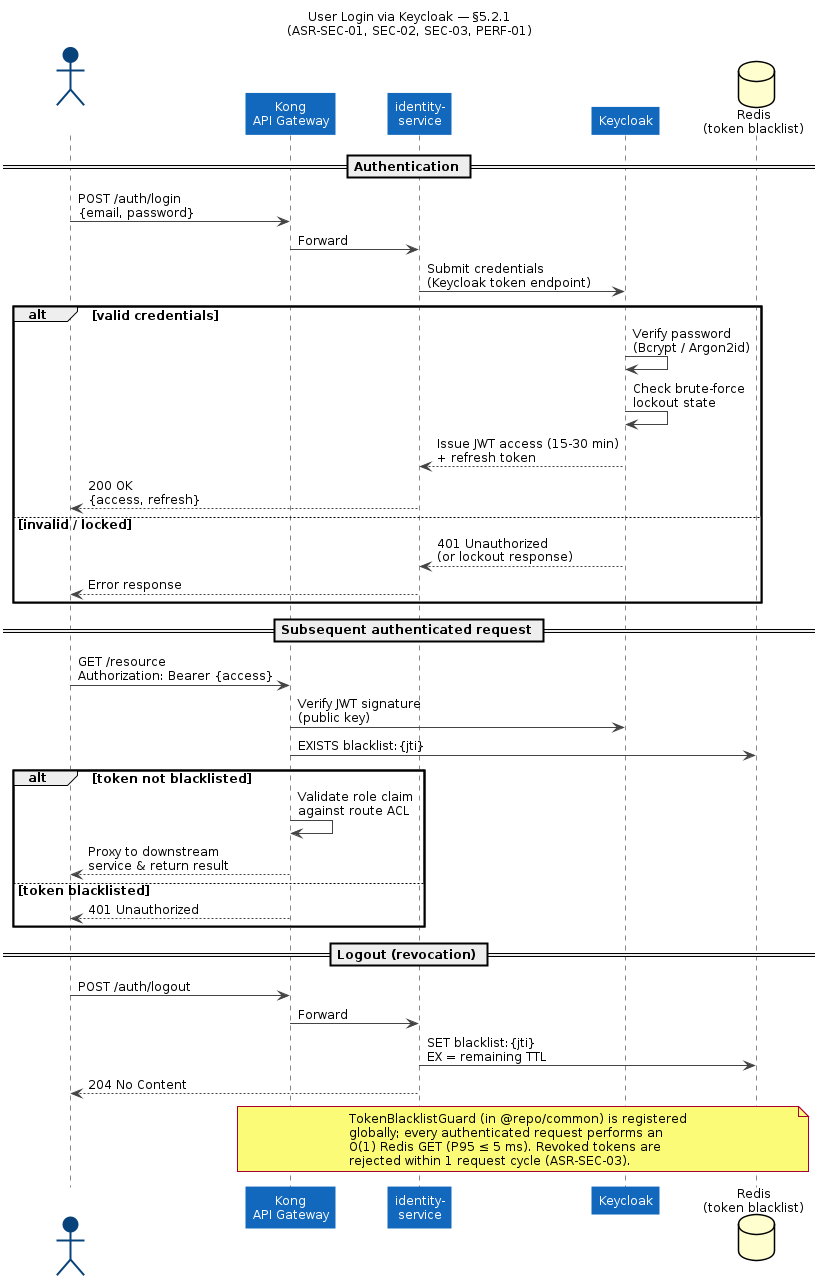 User Login via Keycloak — §5.2.1
(ASR-SEC-01, SEC-02, SEC-03, PERF-01)
Kong
API Gateway
identity-
service
Keycloak
Redis
(token blacklist)
Authentication
POST /auth/login
{email, password}
Forward
Submit credentials
(Keycloak token endpoint)
alt
[valid credentials]
Verify password
(Bcrypt / Argon2id)
Check brute-force
lockout state
Issue JWT access (15-30 min)
+ refresh token
200 OK
{access, refresh}
[invalid / locked]
401 Unauthorized
(or lockout response)
Error response
Subsequent authenticated request
GET /resource
Authorization: Bearer {access}
Verify JWT signature
(public key)
EXISTS blacklist:{jti}
alt
[token not blacklisted]
Validate role claim
against route ACL
Proxy to downstream
service & return result
[token blacklisted]
401 Unauthorized
Logout (revocation)
POST /auth/logout
Forward
SET blacklist:{jti}
EX = remaining TTL
204 No Content
TokenBlacklistGuard (in @repo/common) is registered
globally; every authenticated request performs an
O(1) Redis GET (P95 ≤ 5 ms). Revoked tokens are
rejected within 1 request cycle (ASR-SEC-03).
Kong
API Gateway
identity-
service
Keycloak
Redis
(token blacklist)